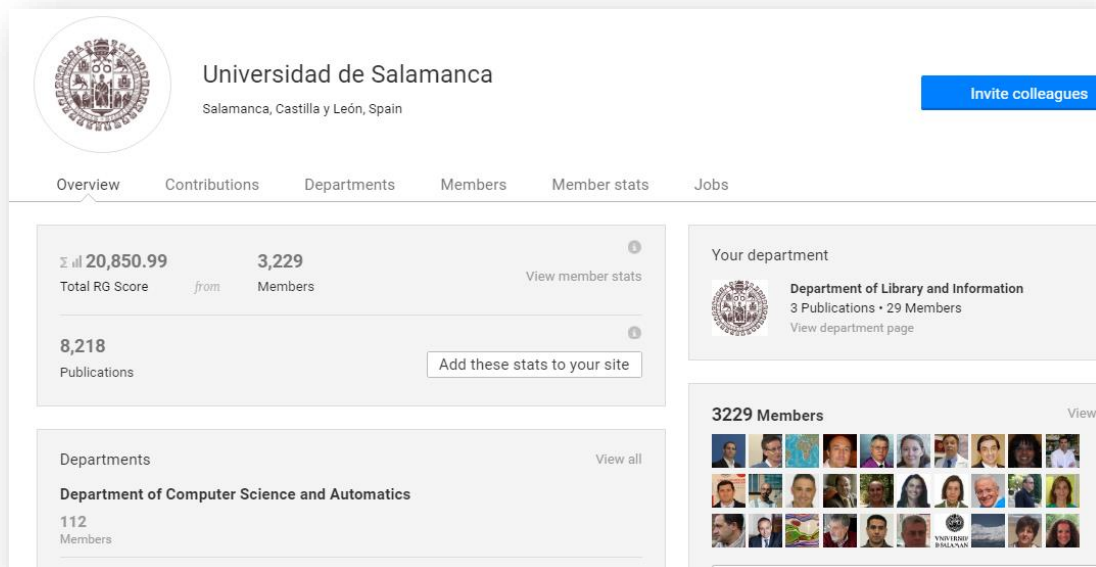 Universidad de Salamanca
Salamanca, Castilla y León, Spain
Invite colleagues
Overview Contributions Departments Members Member stats Jobs
Σ 20,850.99 3,229
Total RG Score from Members View member stats
8,218
Publications Add these stats to your site
Departments View all
Department of Computer Science and Automatics
112
Members
Your department
Department of Library and Information
3 Publications • 29 Members
View department page
3229 Members View
VNIVERSIDAD
D SALAMAN